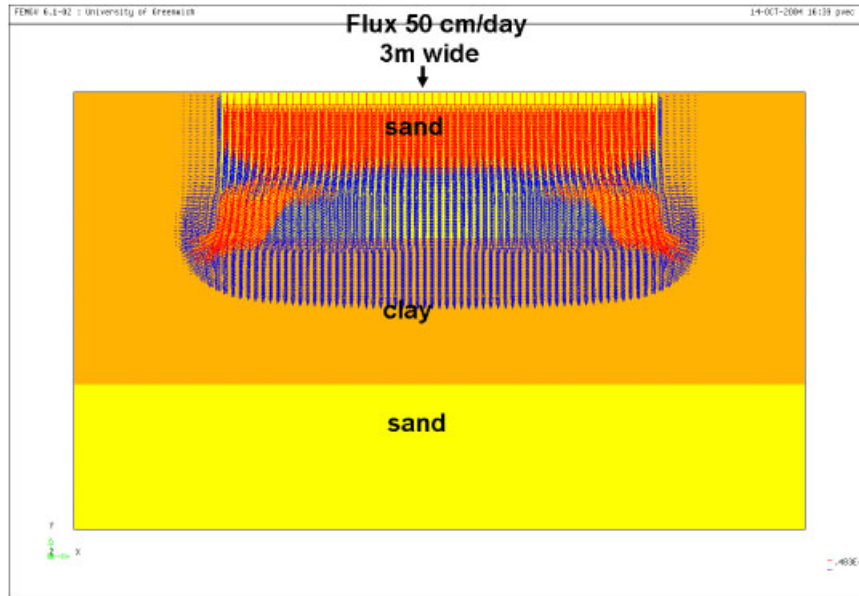 FEMGV 6.1-02 : University of Greenwich
14-OCT-2004 16:39 pvec
Flux 50 cm/day
3m wide
sand
clay
sand
Y
Z X